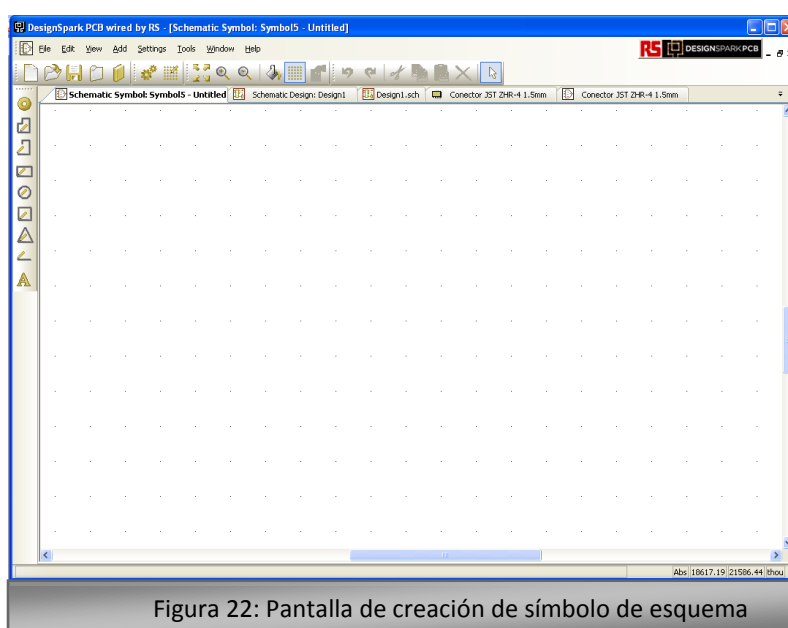 DesignSpark PCB wired by RS - [Schematic Symbol: Symbol5 - Untitled]
File Edit View Add Settings Tools Window Help
RS DESIGNSPARKPCB
Schematic Symbol: Symbol5 - Untitled Schematic Design: Design1 Design1.sch Conector JST ZHR-4 1.5mm Conector JST ZHR-4 1.5mm
A
Abs 18617.19 21586.44 thou
Figura 22: Pantalla de creación de símbolo de esquema